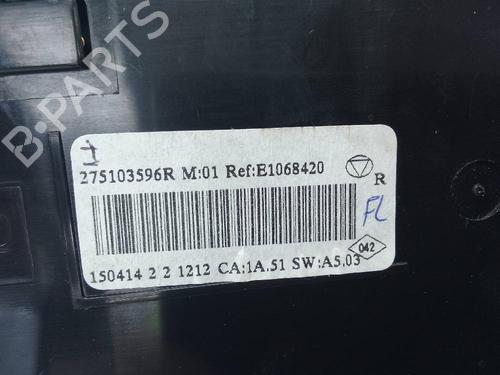 B-PARTS
275103596R M:01 Ref:E1068420
R
FL
042
150414 2 2 1212 CA:1A.51 SW:A5.03